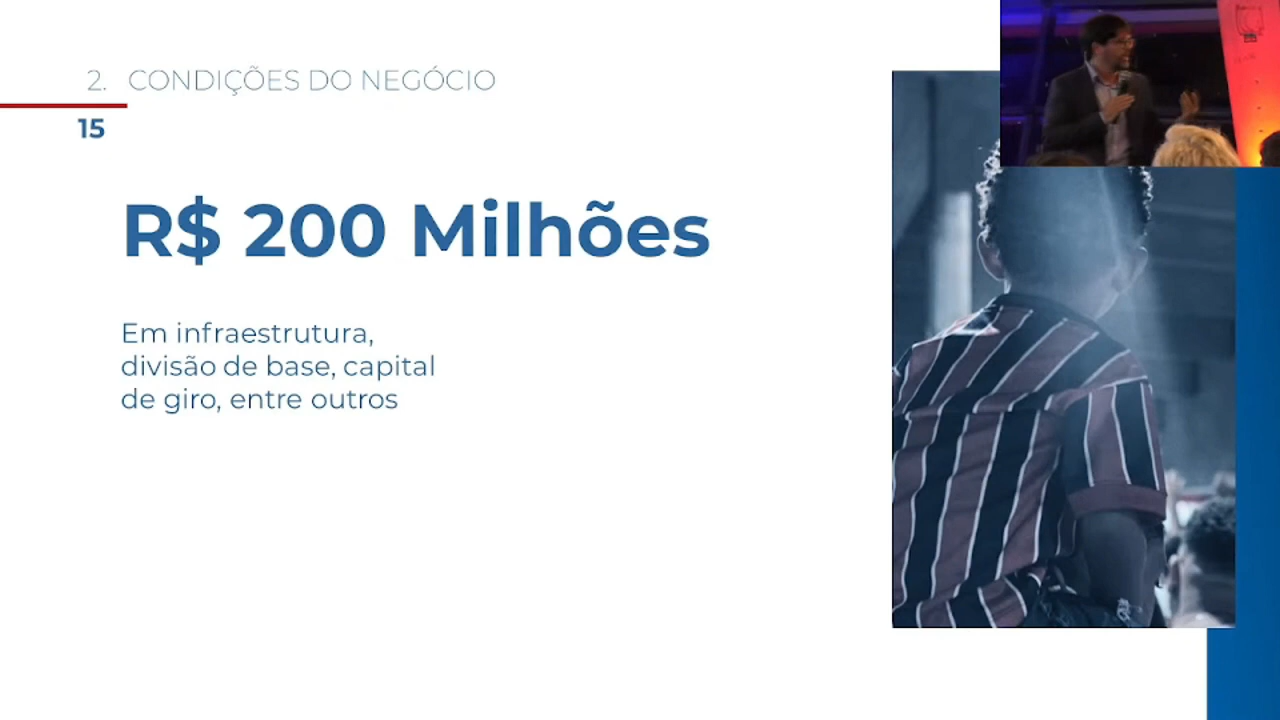 2. CONDIÇÕES DO NEGÓCIO
15
R$ 200 Milhões
Em infraestrutura,
divisão de base, capital
de giro, entre outros